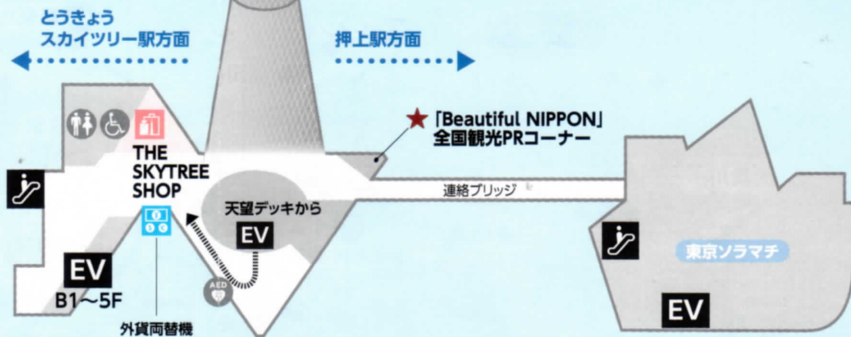 とうきょう
スカイツリー駅方面
押上駅方面
「Beautiful NIPPON」
全国観光PRコーナー
THE
SKYTREE
SHOP
連絡ブリッジ
天望デッキから
EV
東京ソラマチ
EV
B1〜5F
AED
EV
外貨両替機